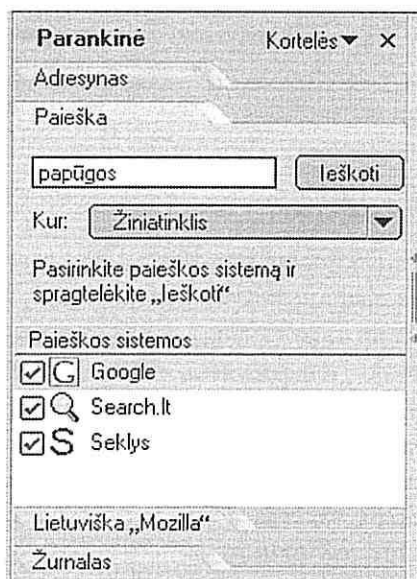 Parankinė Kortelės
Adresynas
Paieška
papūgos Ieškoti
Kur: Žiniatinklis
Pasirinkite paieškos sistemą ir
spragtelėkite „Ieškoti“
Paieškos sistemos
G Google
Search.lt
S Seklys
Lietuviška „Mozilla“
Žurnalas